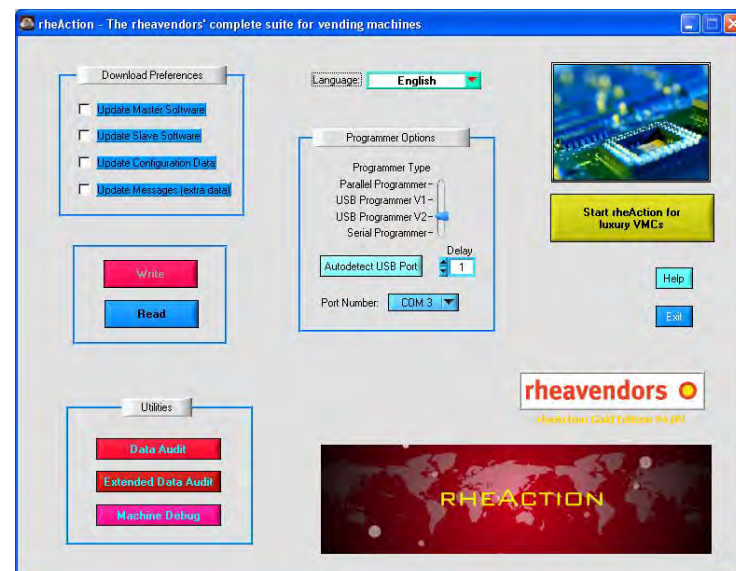 rheAction - The rheavendors' complete suite for vending machines
Download Preferences
Update Master Software
Update Slave Software
Update Configuration Data
Update Messages (extra data)
Write
Read
Utilities
Data Audit
Extended Data Audit
Machine Debug
Language:
English
Programmer Options
Programmer Type
Parallel Programmer
USB Programmer V1
USB Programmer V2
Serial Programmer
Delay
Autodetect USB Port
1
Port Number:
COM 3
Start rheAction for
luxury VMCs
Help
Exit
rheavendors
rheAction Gold Edition
RHEACTION